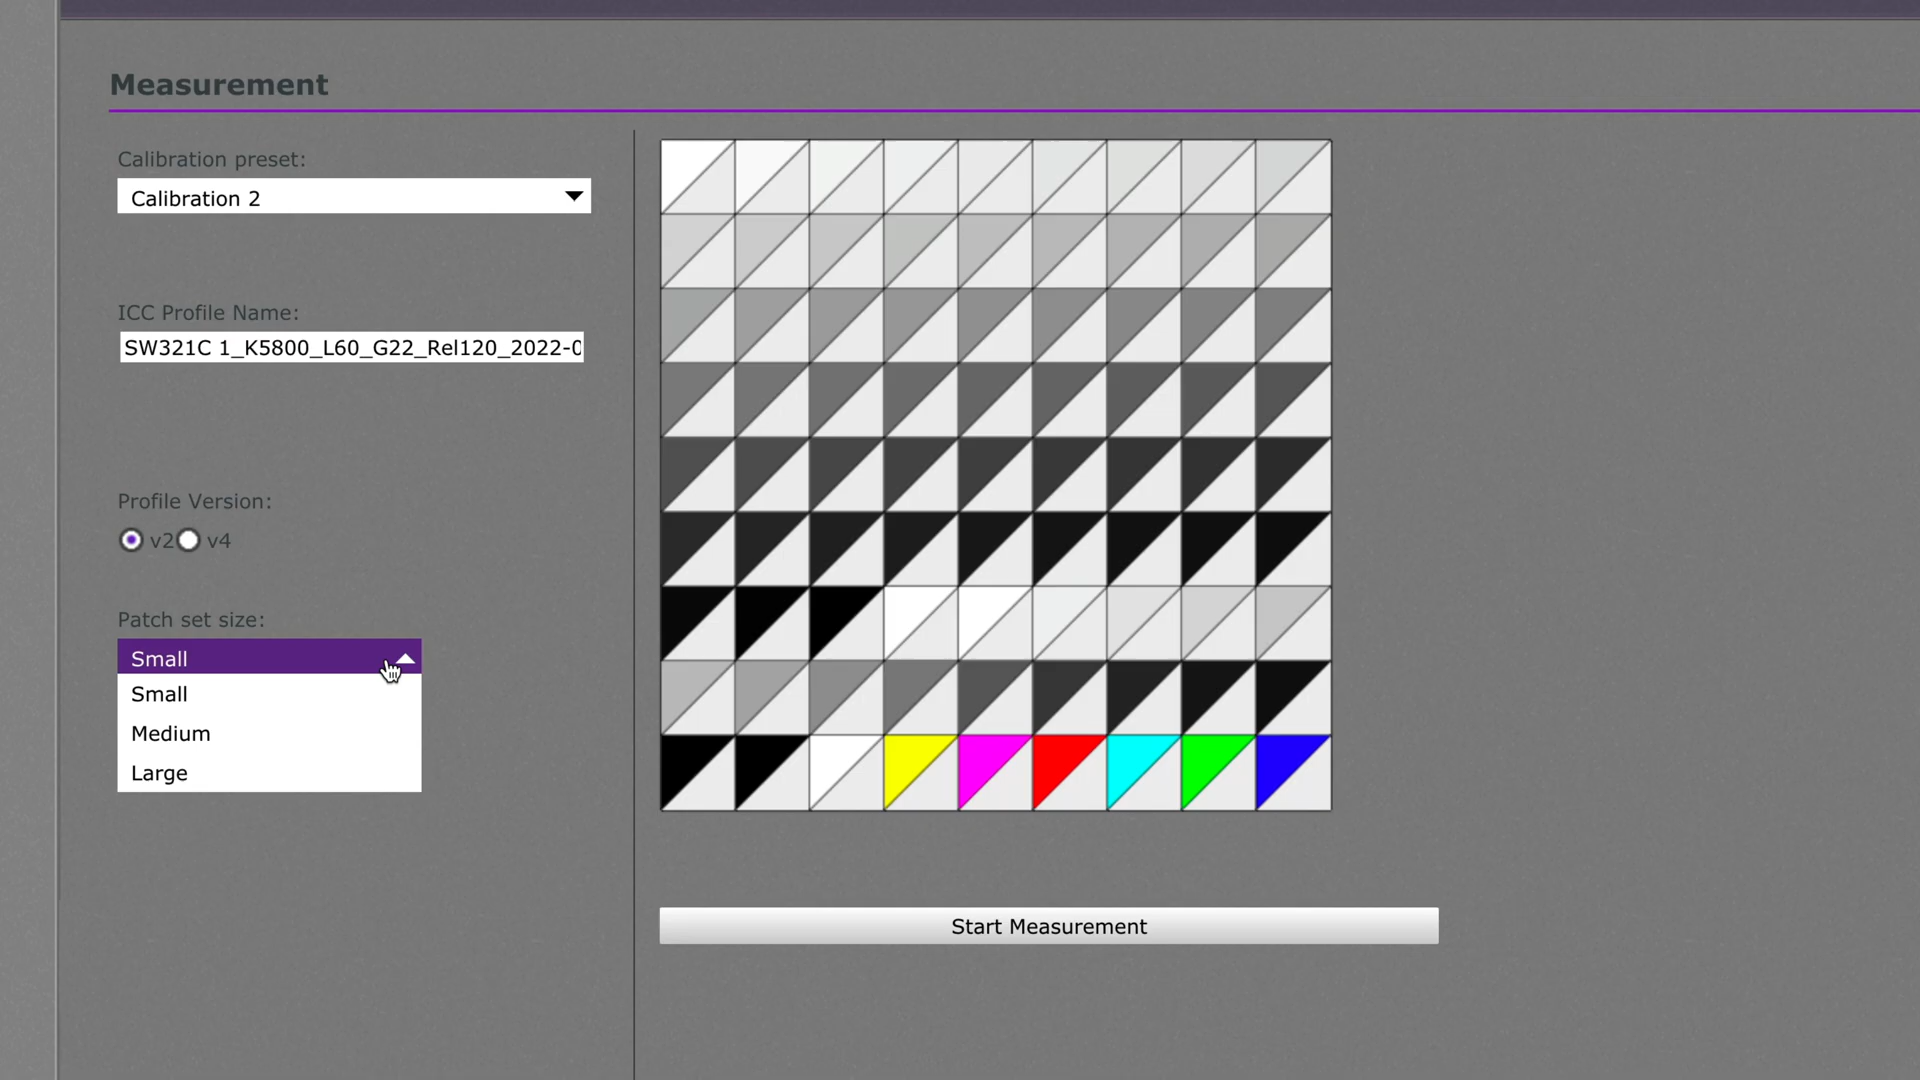 Measurement
Calibration preset:
Calibration 2
ICC Profile Name:
SW321C 1_K5800_L60_G22_Rel120_2022-0
Profile Version:
v2 v4
Patch set size:
Small
Small
Medium
Large
Start Measurement